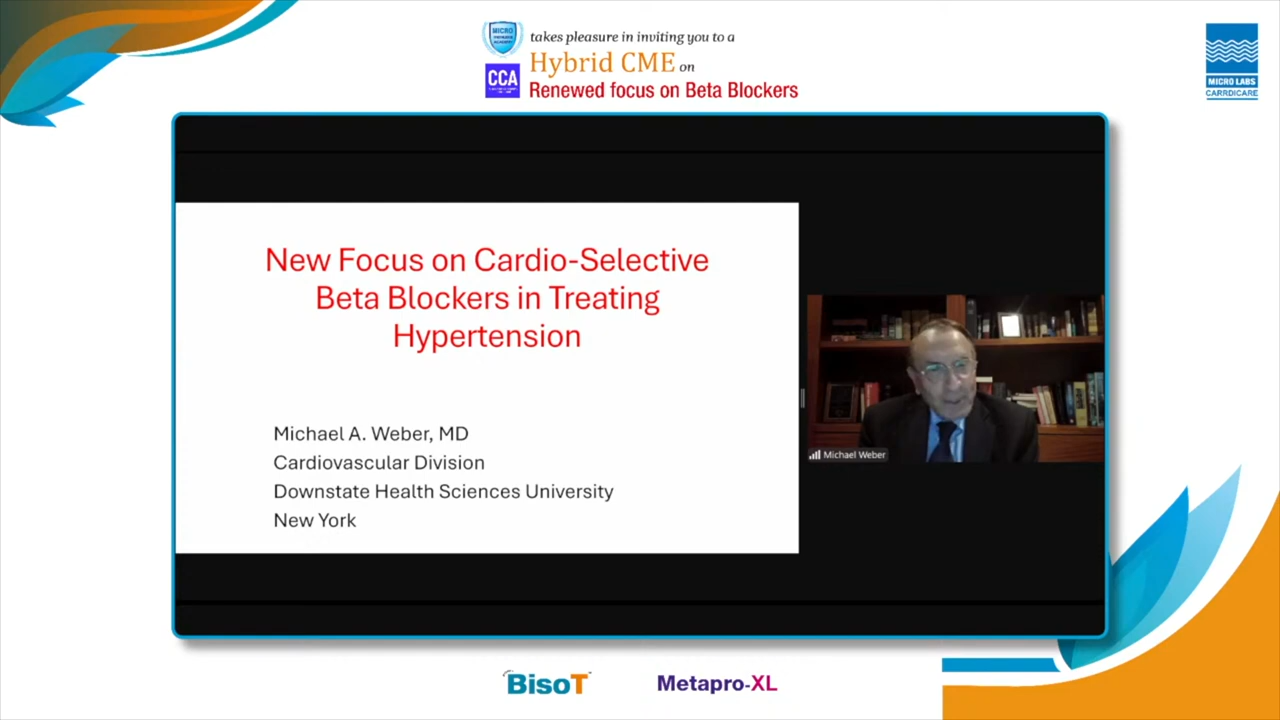 MICRO
takes pleasure in inviting you to a
CCA
Hybrid CME on
Renewed focus on Beta Blockers
MICRO LABS
CARRDICARE
New Focus on Cardio-Selective
Beta Blockers in Treating
Hypertension
Michael A. Weber, MD
Cardiovascular Division
Downstate Health Sciences University
New York
Michael Weber
BisoT
Metapro-XL